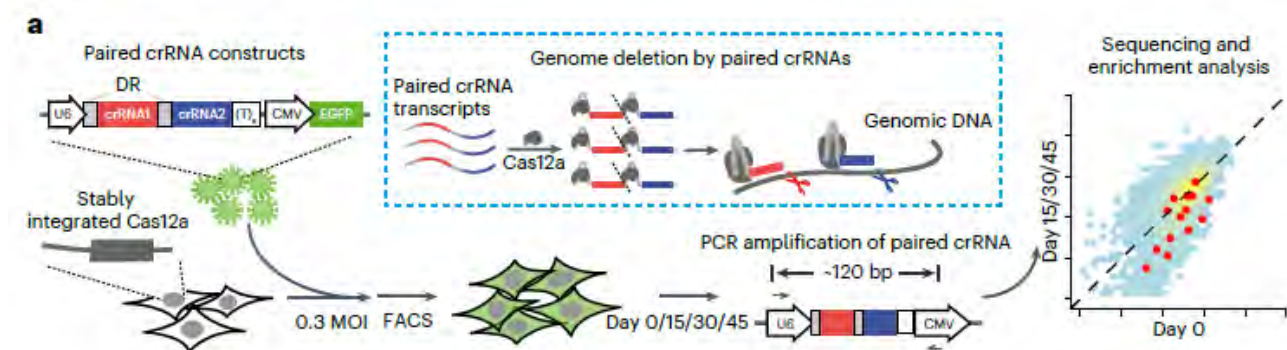 a
Paired crRNA constructs
DR
U6 crRNA1 crRNA2 (T)n CMV EGFP
Stably
integrated Cas12a
Genome deletion by paired crRNAs
Paired crRNA
transcripts
Cas12a
Genomic DNA
0.3 MOI
FACS
Day 0/15/30/45
PCR amplification of paired crRNA
~120 bp
U6
CMV
Sequencing and
enrichment analysis
Day 15/30/45
Day 0